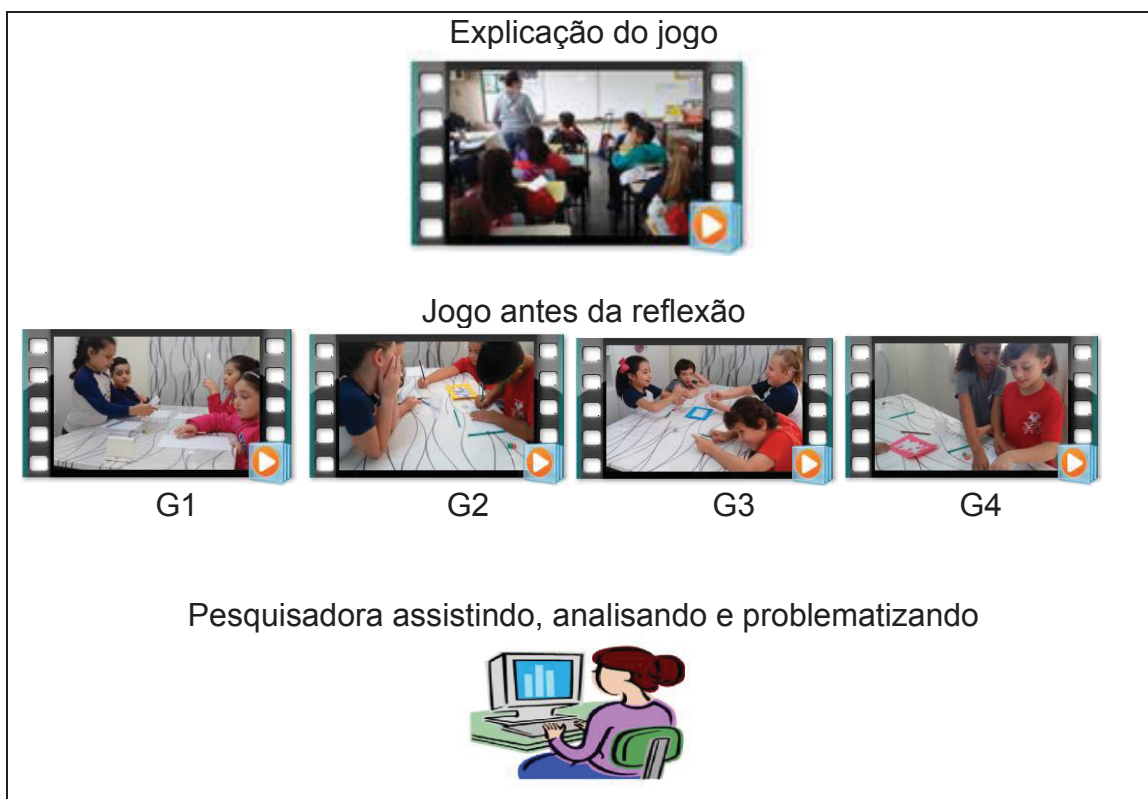 Explicação do jogo
Jogo antes da reflexão
G1 G2 G3 G4
Pesquisadora assistindo, analisando e problematizando